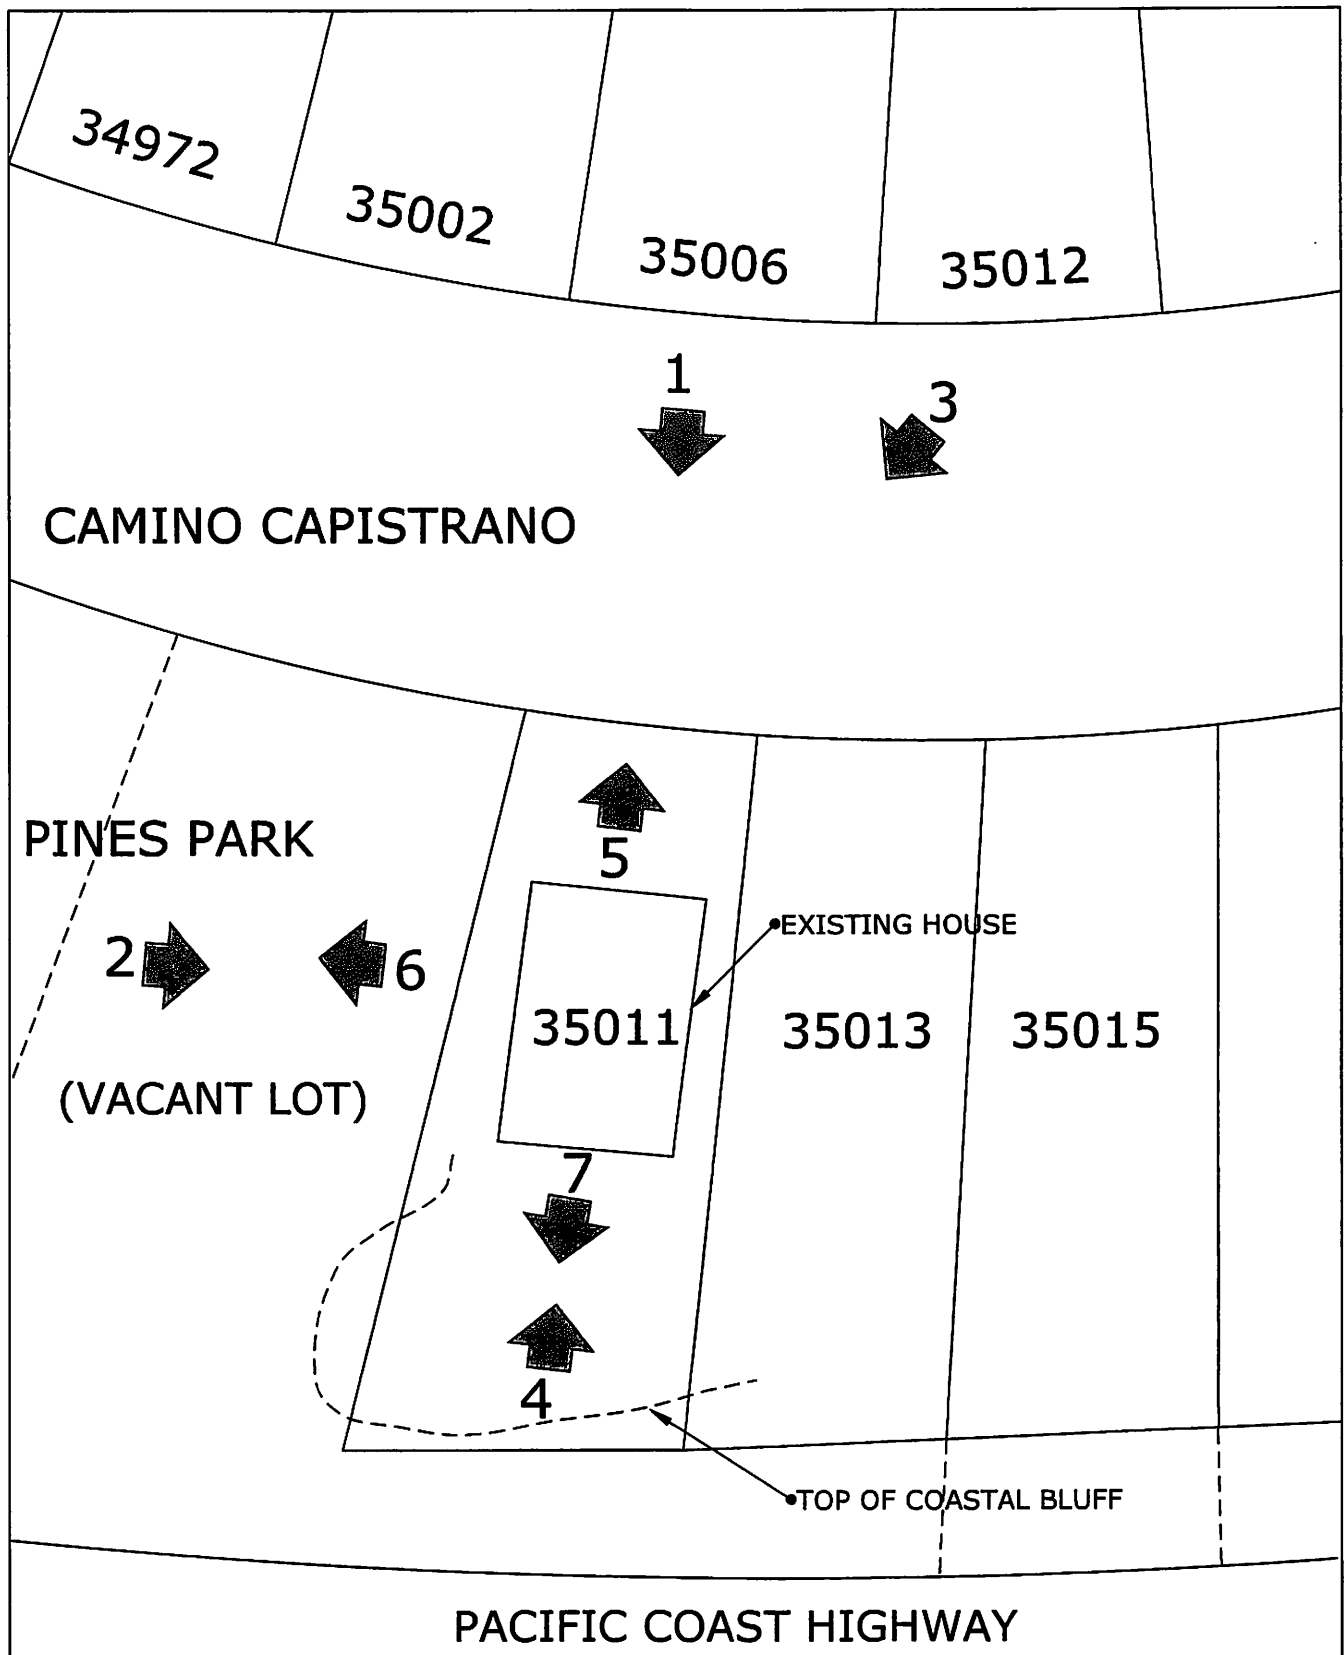 34972
35002
35006
35012
1
3
CAMINO CAPISTRANO
PINES PARK
5
EXISTING HOUSE
2
6
35011
35013
35015
(VACANT LOT)
7
4
TOP OF COASTAL BLUFF
PACIFIC COAST HIGHWAY